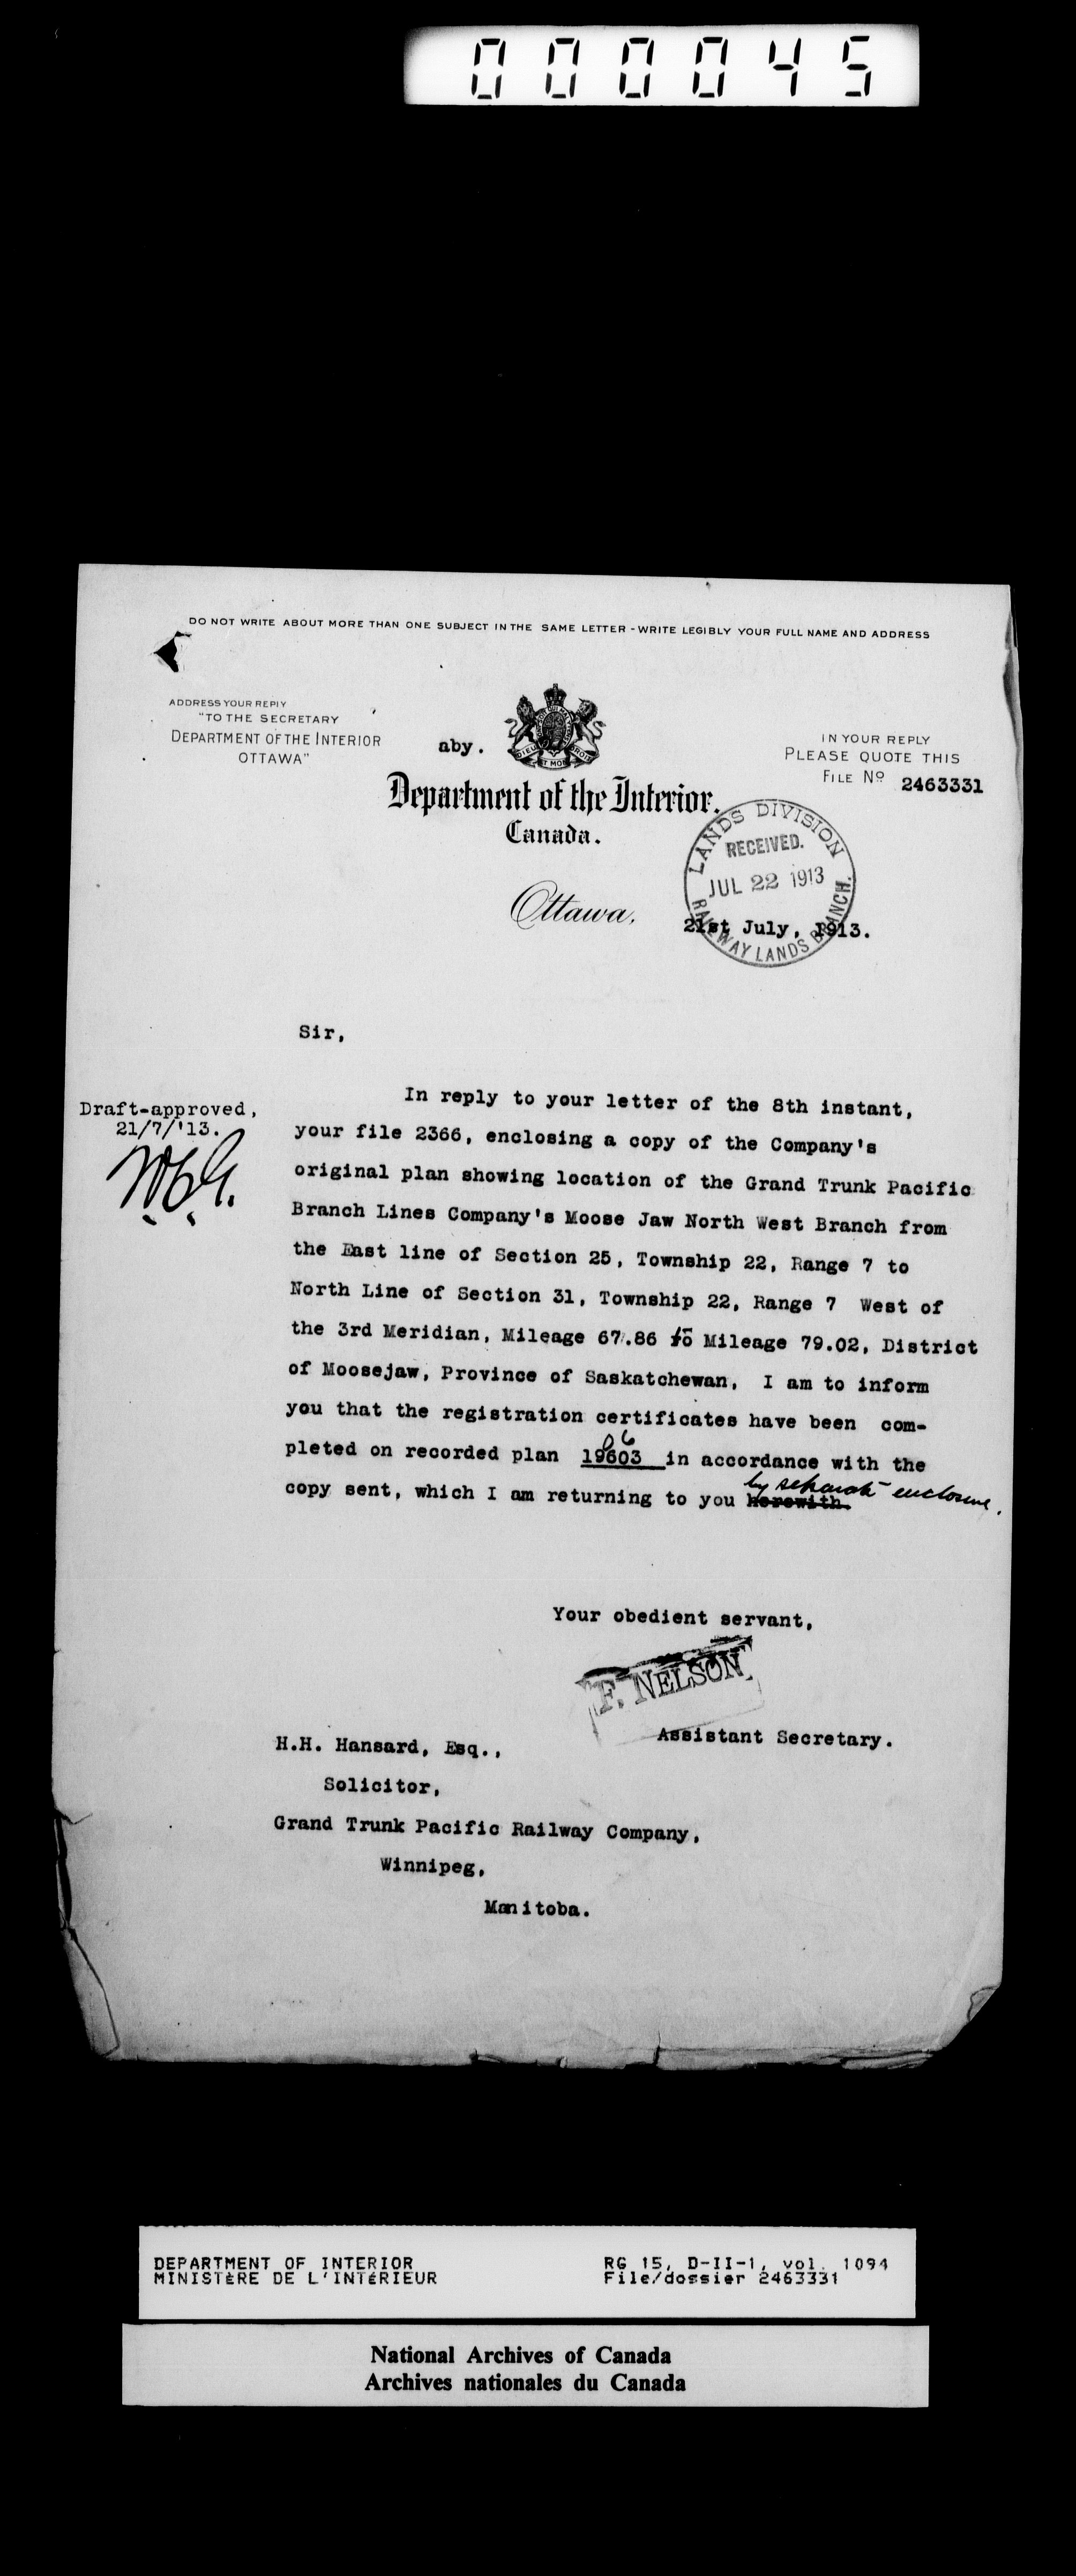 000045
DO NOT WRITE ABOUT MORE THAN ONE SUBJECT IN THE SAME LETTER - WRITE LEGIBLY YOUR FULL NAME AND ADDRESS
ADDRESS YOUR REPLY
"TO THE SECRETARY
DEPARTMENT OF THE INTERIOR
OTTAWA"
aby.
IN YOUR REPLY
PLEASE QUOTE THIS
FILE No 2463331
Department of the Interior.
Canada.
LANDS DIVISION
RECEIVED.
JUL 22 1913
RAILWAY LANDS BRANCH.
Ottawa, 21st July, 1913.
Sir,
Draft-approved,
21/7/'13.
In reply to your letter of the 8th instant,
your file 2366, enclosing a copy of the Company's
original plan showing location of the Grand Trunk Pacific
Branch Lines Company's Moose Jaw North West Branch from
the East line of Section 25, Township 22, Range 7 to
North Line of Section 31, Township 22, Range 7 West of
the 3rd Meridian, Mileage 67.86 to Mileage 79.02, District
of Moosejaw, Province of Saskatchewan, I am to inform
you that the registration certificates have been com-
pleted on recorded plan 19603 in accordance with the
copy sent, which I am returning to you herewith. by separate enclosure.
Your obedient servant,
F. NELSON
Assistant Secretary.
H.H. Hansard, Esq.,
Solicitor,
Grand Trunk Pacific Railway Company,
Winnipeg,
Manitoba.
DEPARTMENT OF INTERIOR
MINISTÈRE DE L'INTÉRIEUR
RG 15, D-II-1, vol. 1094
File/dossier 2463331
National Archives of Canada
Archives nationales du Canada